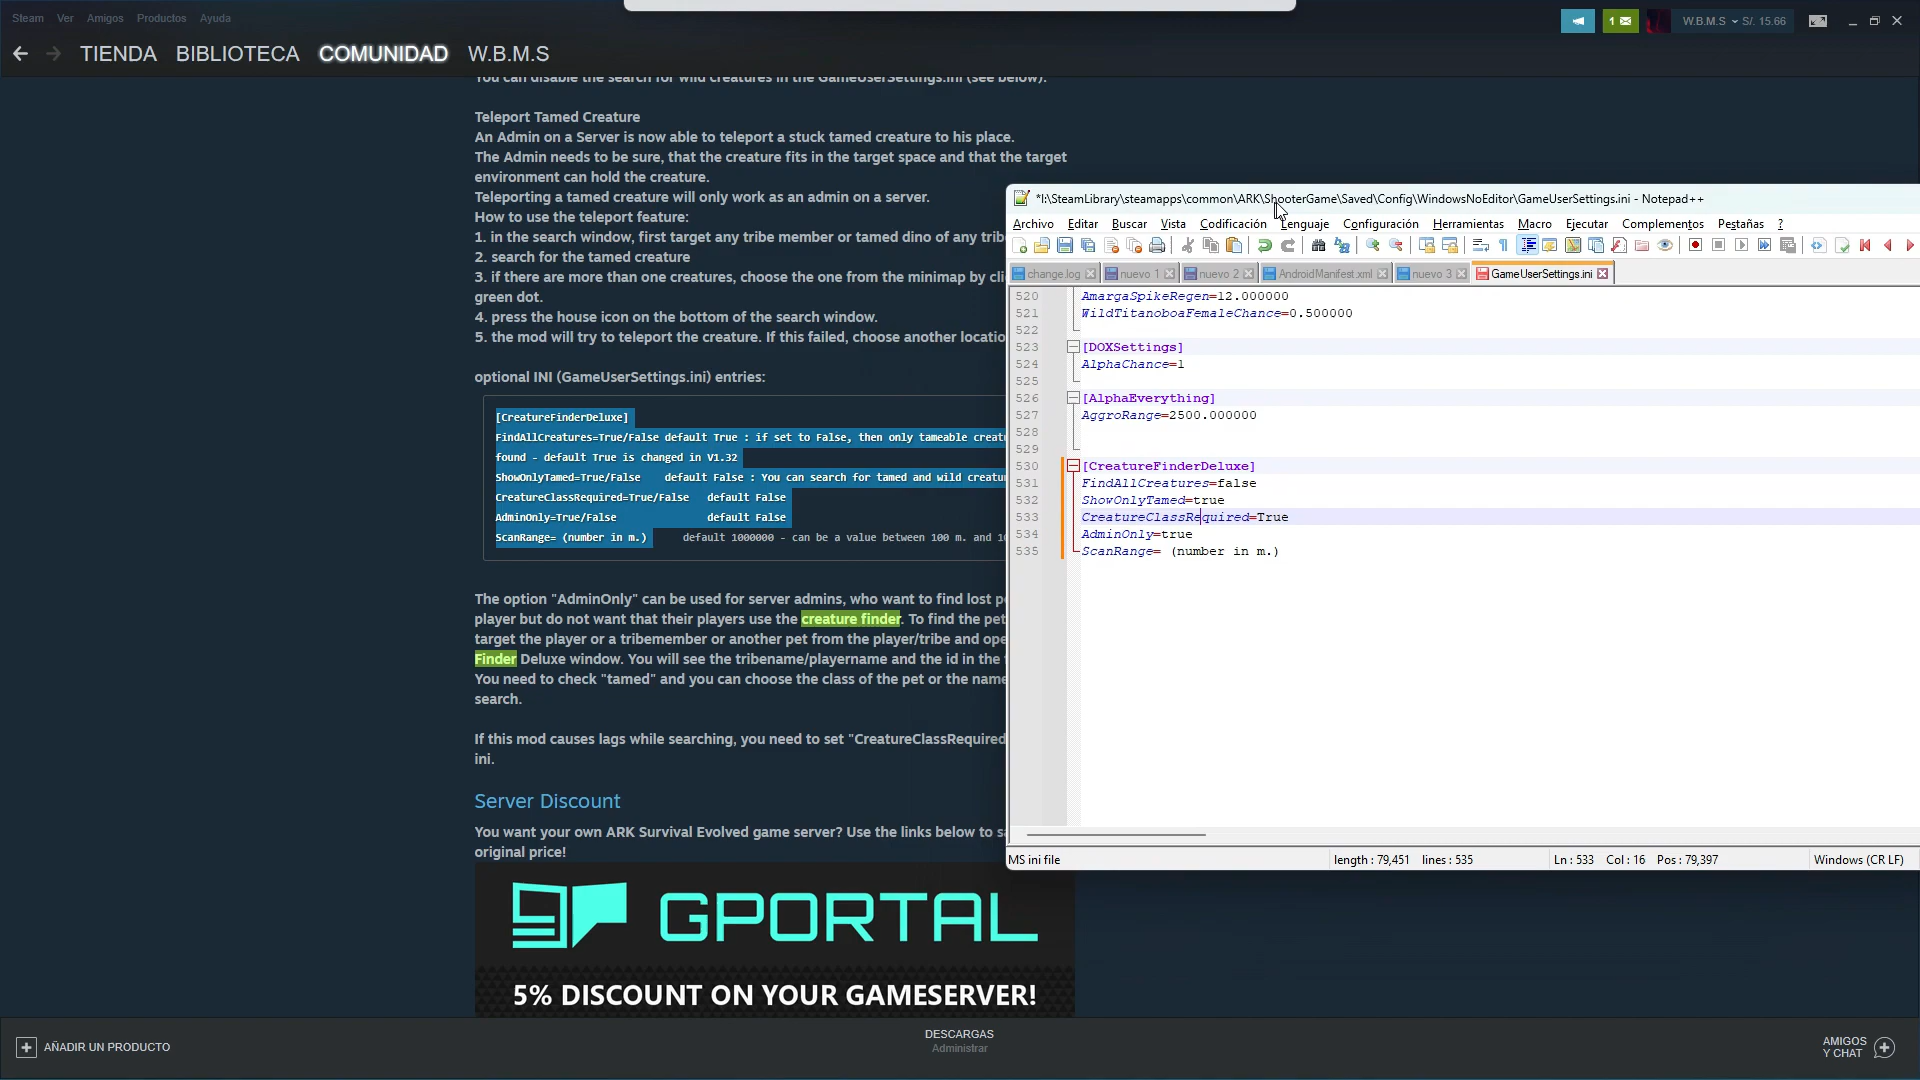 Steam Ver Amigos Productos Ayuda
1
W.B.M.S S/. 15.66
TIENDA BIBLIOTECA COMUNIDAD W.B.M.S
You can disable the search for wild creatures in the GameUserSettings.ini (see below).
Teleport Tamed Creature
An Admin on a Server is now able to teleport a stuck tamed creature to his place.
The Admin needs to be sure, that the creature fits in the target space and that the target
environment can hold the creature.
Teleporting a tamed creature will only work as an admin on a server.
How to use the teleport feature:
1. in the search window, first target any tribe member or tamed dino of any tribe
2. search for the tamed creature
3. if there are more than one creatures, choose the one from the minimap by
green dot.
4. press the house icon on the bottom of the search window.
5. the mod will try to teleport the creature. If this failed, choose another
optional INI (GameUserSettings.ini) entries:
[CreatureFinderDeluxe]
FindAllCreatures=True/False default True : if set to False, then only tameable
found - default True is changed in V1.32
ShowOnlyTamed=True/False default False : You can search for tamed and wild
CreatureClassRequired=True/False default False
AdminOnly=True/False default False
ScanRange= (number in m.) default 1000000 - can be a value between 100 m. and
The option "AdminOnly" can be used for server admins, who want to find lost
player but do not want that their players use the creature finder. To find the pet
target the player or a tribemember or another pet from the player/tribe and
Finder Deluxe window. You will see the tribename/playername and the id in the
You need to check "tamed" and you can choose the class of the pet or the name
search.
If this mod causes lags while searching, you need to set "CreatureClassRequired
ini.
Server Discount
You want your own ARK Survival Evolved game server? Use the links below to
original price!
GPORTAL
5% DISCOUNT ON YOUR GAMESERVER!
*I:\SteamLibrary\steamapps\common\ARK\ShooterGame\Saved\Config\WindowsNoEditor\GameUserSettings.ini - Notepad++
Archivo Editar Buscar Vista Codificación Lenguaje Configuración Herramientas Macro Ejecutar Complementos Pestañas ?
change.log nuevo 1 nuevo 2 AndroidManifest.xml nuevo 3 GameUserSettings.ini
520 AmargaSpikeRegen=12.000000
521 WildTitanoboaFemaleChance=0.500000
522
523 [DOXSettings]
524 AlphaChance=1
525
526 [AlphaEverything]
527 AggroRange=2500.000000
528
529
530 [CreatureFinderDeluxe]
531 FindAllCreatures=false
532 ShowOnlyTamed=true
533 CreatureClassRequired=True
534 AdminOnly=true
535 ScanRange= (number in m.)
MS ini file length : 79,451 lines : 535 Ln : 533 Col : 16 Pos : 79,397 Windows (CR LF)
AÑADIR UN PRODUCTO
DESCARGAS
Administrar
AMIGOS
Y CHAT